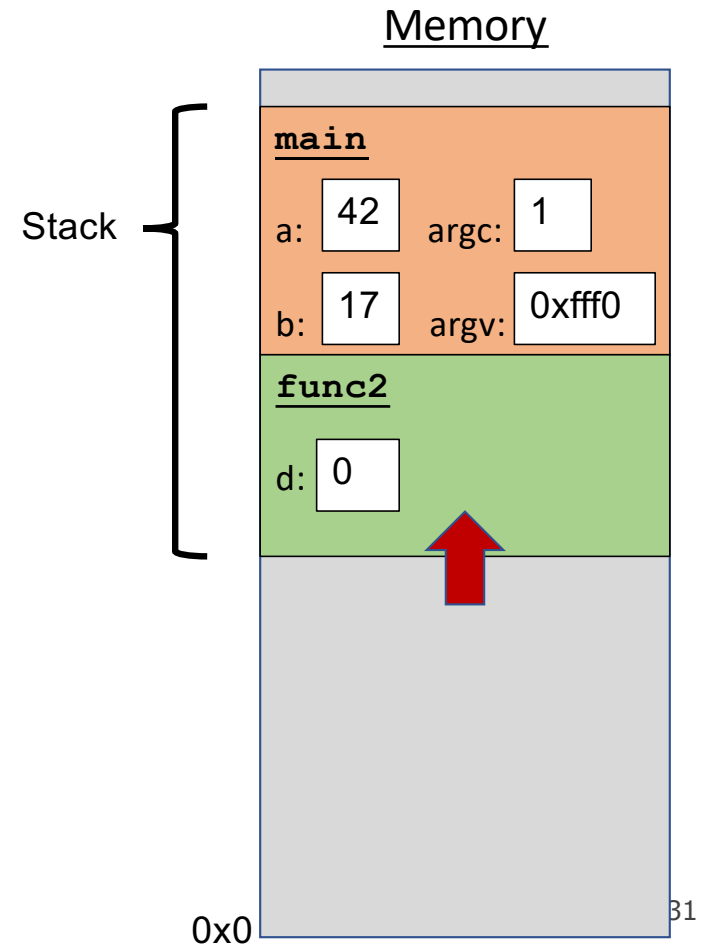 Memory
main
Stack
a: 42 argc: 1
b: 17 argv: 0xfff0
func2
d: 0
31
0x0